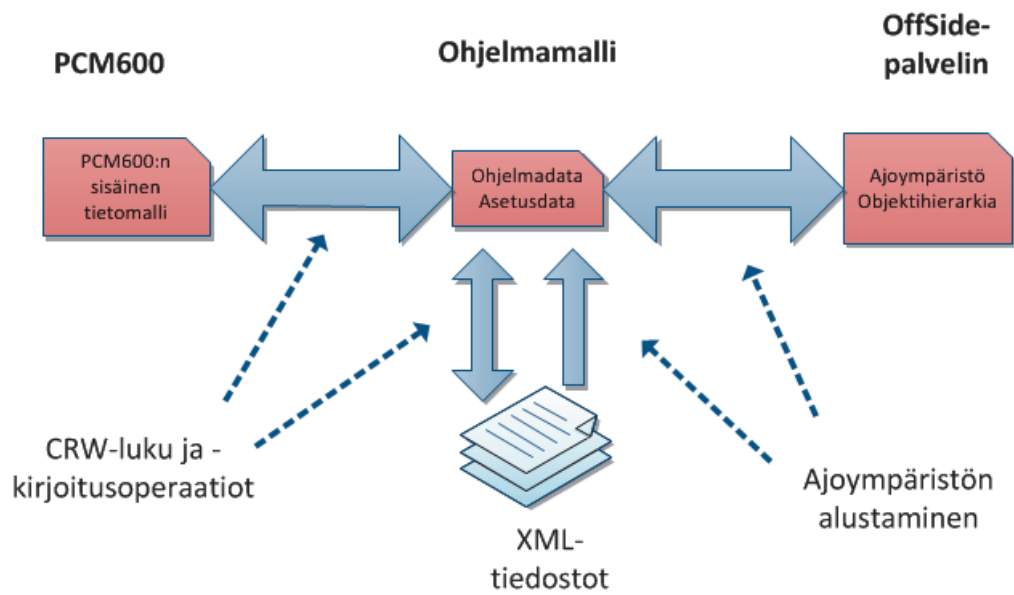 PCM600
Ohjelmamalli
OffSide-
palvelin
PCM600:n
sisäinen
tietomalli
Ohjelmadata
Asetusdata
Ajoympäristö
Objektihierarkia
CRW-luku ja -
kirjoitusoperaatiot
XML-
tiedostot
Ajoympäristön
alustaminen